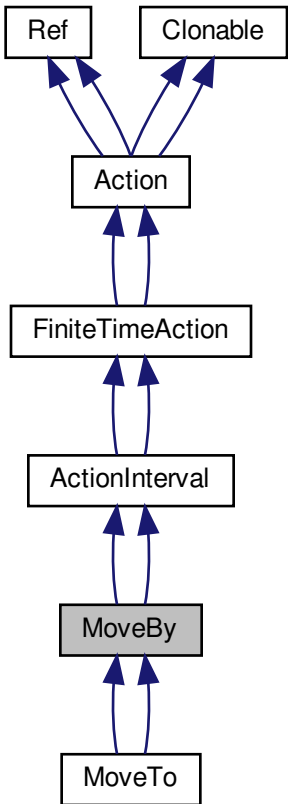 Ref
Clonable
Action
FiniteTimeAction
ActionInterval
MoveBy
MoveTo